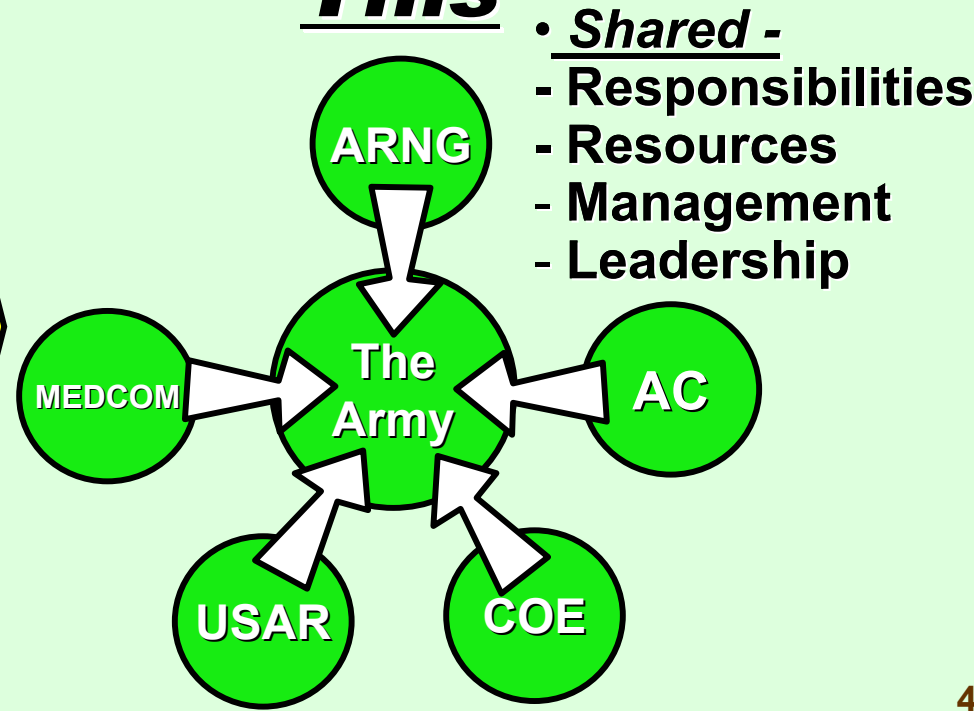 This
• Shared -
- Responsibilities
- Resources
- Management
- Leadership
ARNG
The
Army
MEDCOM
AC
USAR
COE
4